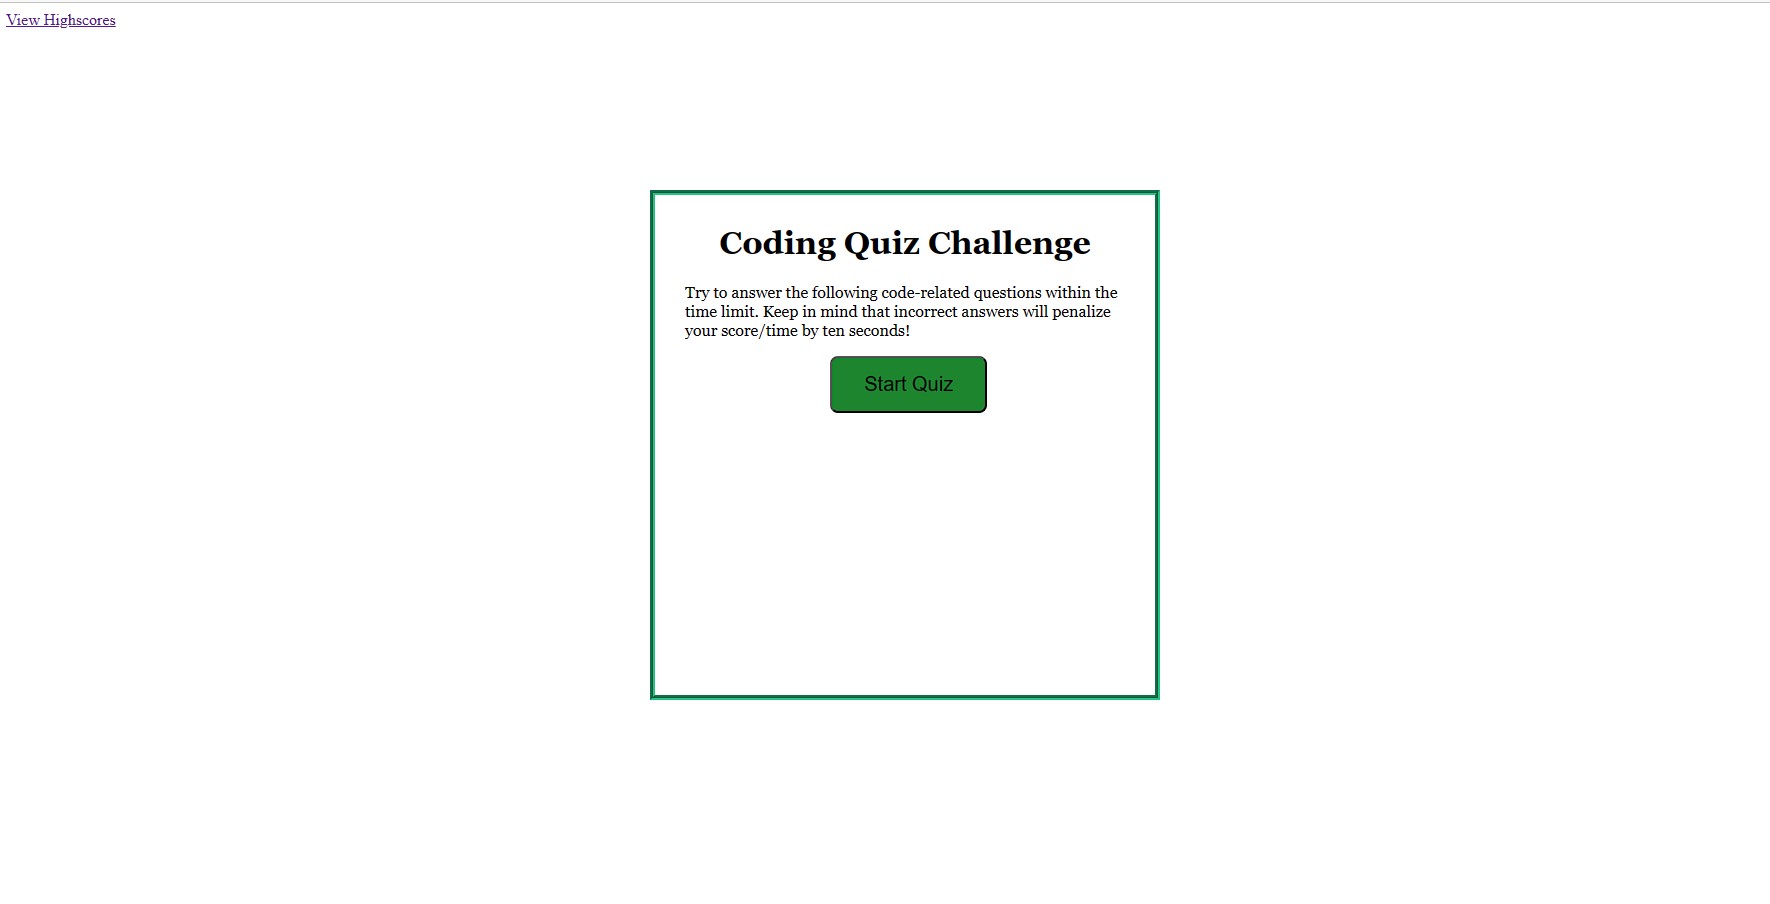 View Highscores
Coding Quiz Challenge
Try to answer the following code-related questions within the
time limit. Keep in mind that incorrect answers will penalize
your score/time by ten seconds!
Start Quiz